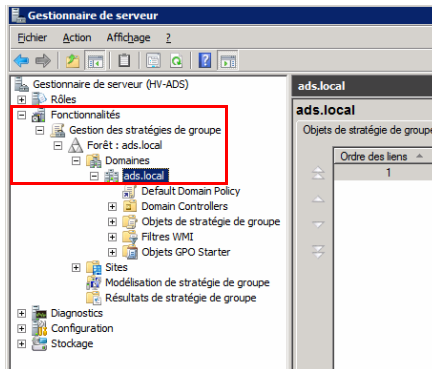 Gestionnaire de serveur
Fichier Action Affichage ?
Gestionnaire de serveur (HV-ADS)
Rôles
Fonctionnalités
Gestion des stratégies de groupe
Forêt : ads.local
Domaines
ads.local
Default Domain Policy
Domain Controllers
Objets de stratégie de groupe
Filtres WMI
Objets GPO Starter
Sites
Modélisation de stratégie de groupe
Résultats de stratégie de groupe
Diagnostics
Configuration
Stockage
ads.local
ads.local
Objets de stratégie de groupe
Ordre des liens
1